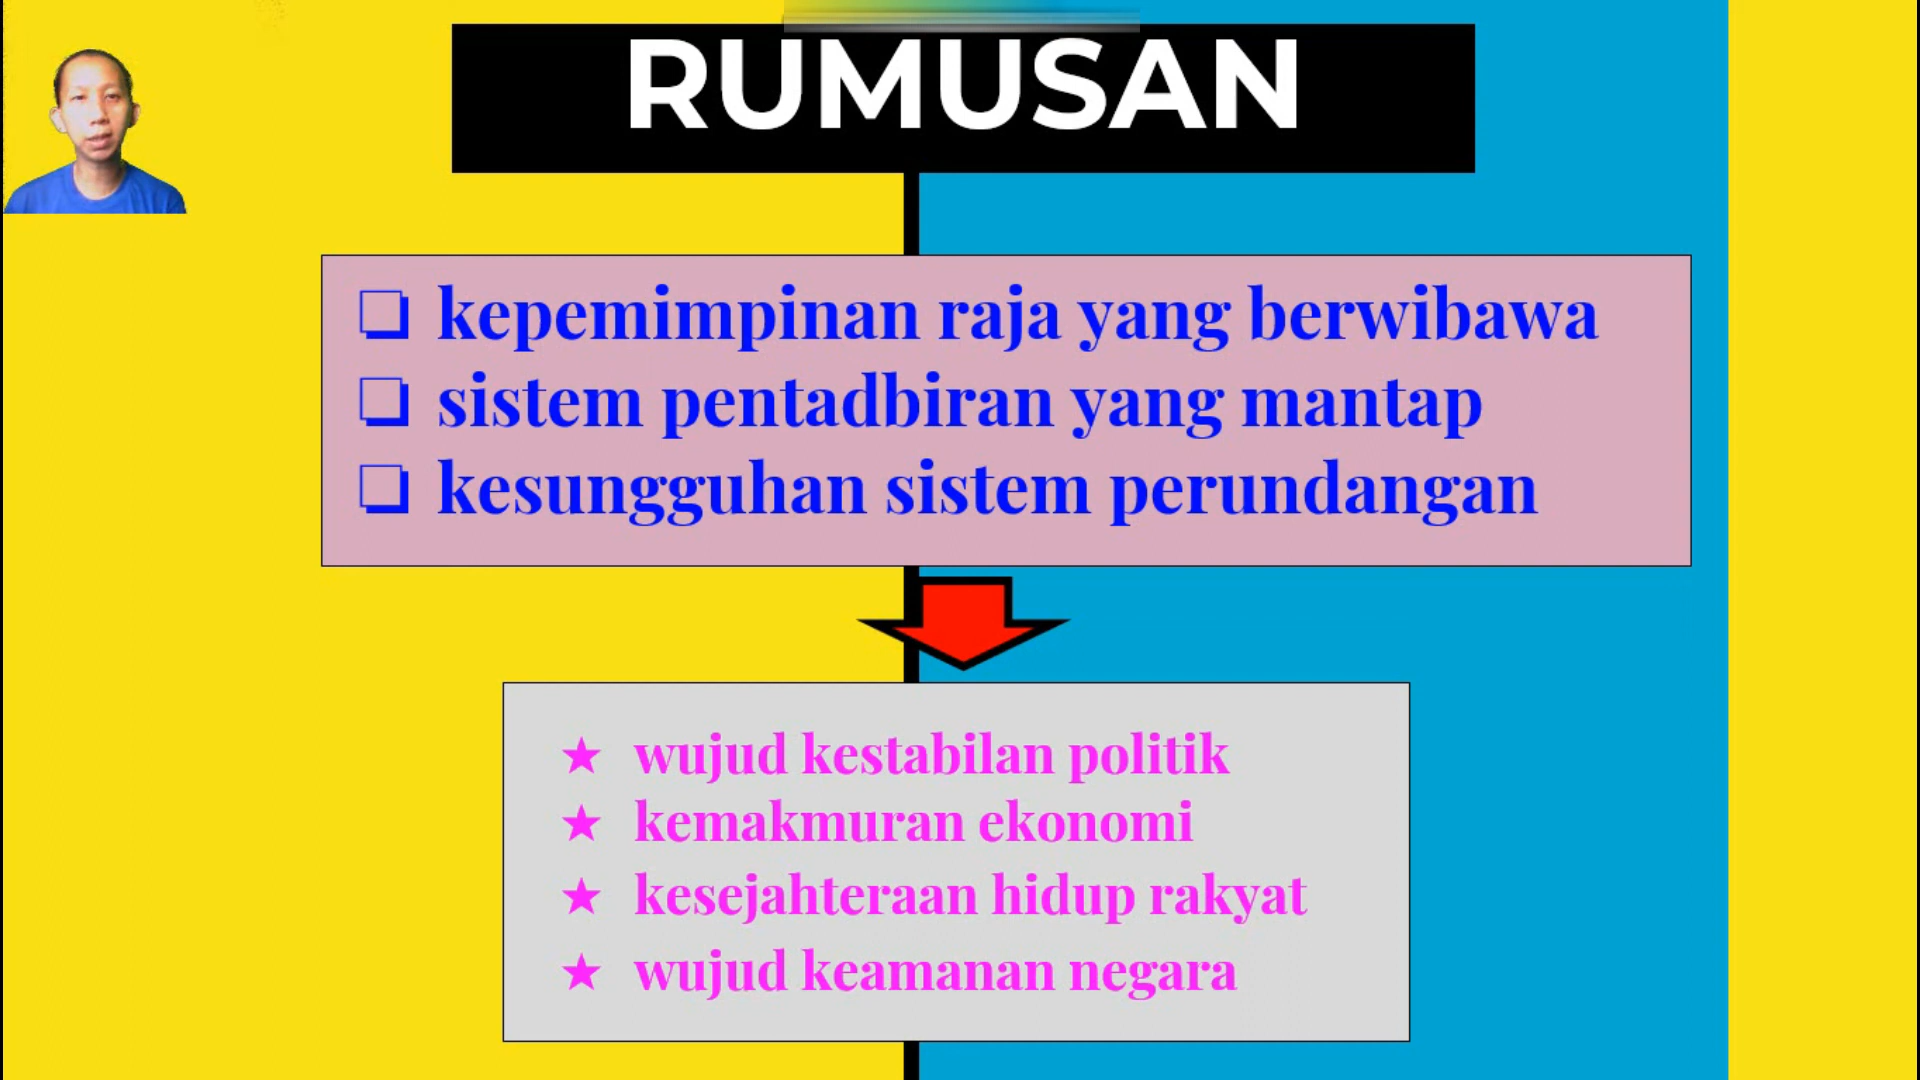 RUMUSAN
kepemimpinan raja yang berwibawa
sistem pentadbiran yang mantap
kesungguhan sistem perundangan
wujud kestabilan politik
kemakmuran ekonomi
kesejahteraan hidup rakyat
wujud keamanan negara